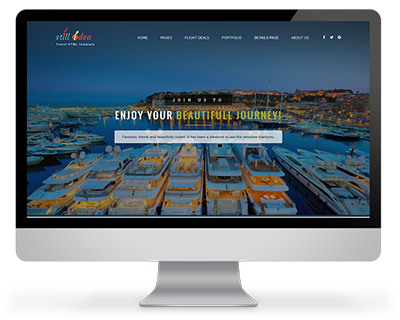 still idea
Travel HTML Template
HOME PAGES FLIGHT DEALS PORTFOLIO DETAILS PAGE ABOUT US
JOIN US TO
ENJOY YOUR BEAUTIFULL JOURNEY!
Fantastic theme and beautifully coded. It has been a pleasure to use this template thankyou.